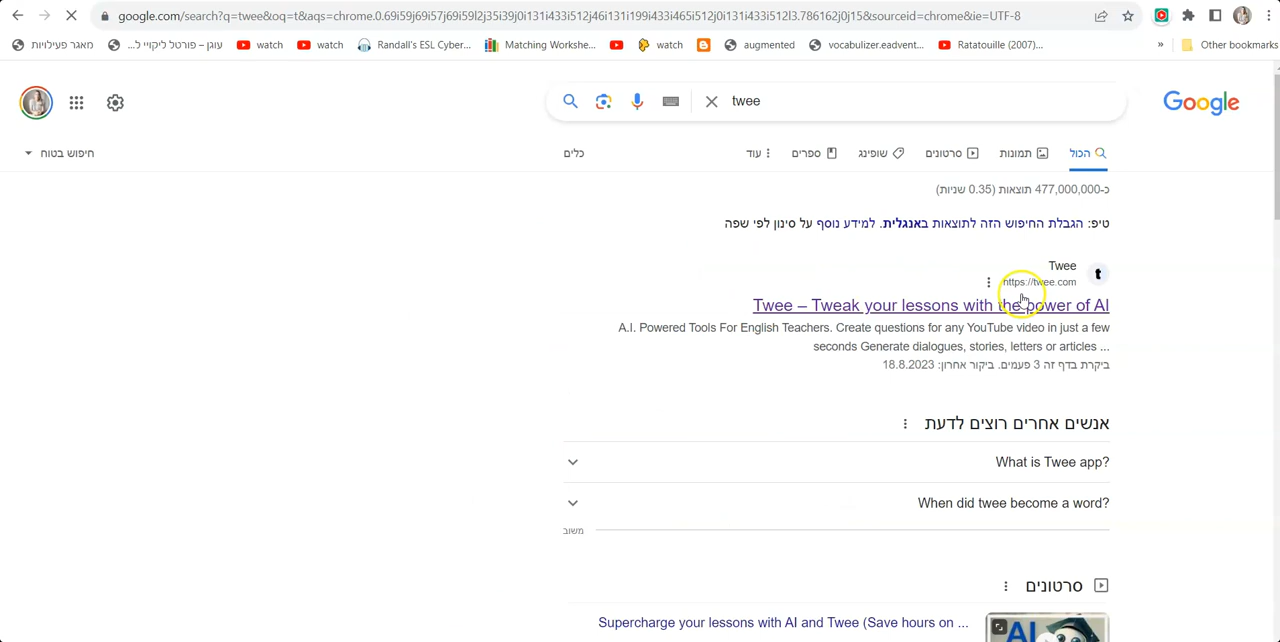 google.com/search?q=twee&oq=t&aqs=chrome.0.69i59j69i57j69i59l2j35i39j0i131i433i512j46i131i199i433i465i512j0i131i433i512l3.786162j0j15&sourceid=chrome&ie=UTF-8
מאגר פעילויות
עוגן – פורטל ליקויי ל...
watch
watch
Randall's ESL Cyber...
Matching Workshe...
watch
augmented
vocabulizer.eadvent...
Ratatouille (2007)...
»
Other bookmarks
twee
Google
הכול
תמונות
סרטונים
שופינג
ספרים
עוד
כלים
חיפוש בטוח
כ-477,000,000 תוצאות (0.35 שניות)
טיפ: הגבלת החיפוש הזה לתוצאות באנגלית. למידע נוסף על סינון לפי שפה
t
Twee
https://twee.com
Twee – Tweak your lessons with the power of AI
A.I. Powered Tools For English Teachers. Create questions for any YouTube video in just a few
seconds Generate dialogues, stories, letters or articles ...
ביקרת בדף זה 3 פעמים. ביקור אחרון: 18.8.2023
אנשים אחרים רוצים לדעת
What is Twee app?
When did twee become a word?
משוב
סרטונים
Supercharge your lessons with AI and Twee (Save hours on ...
AI